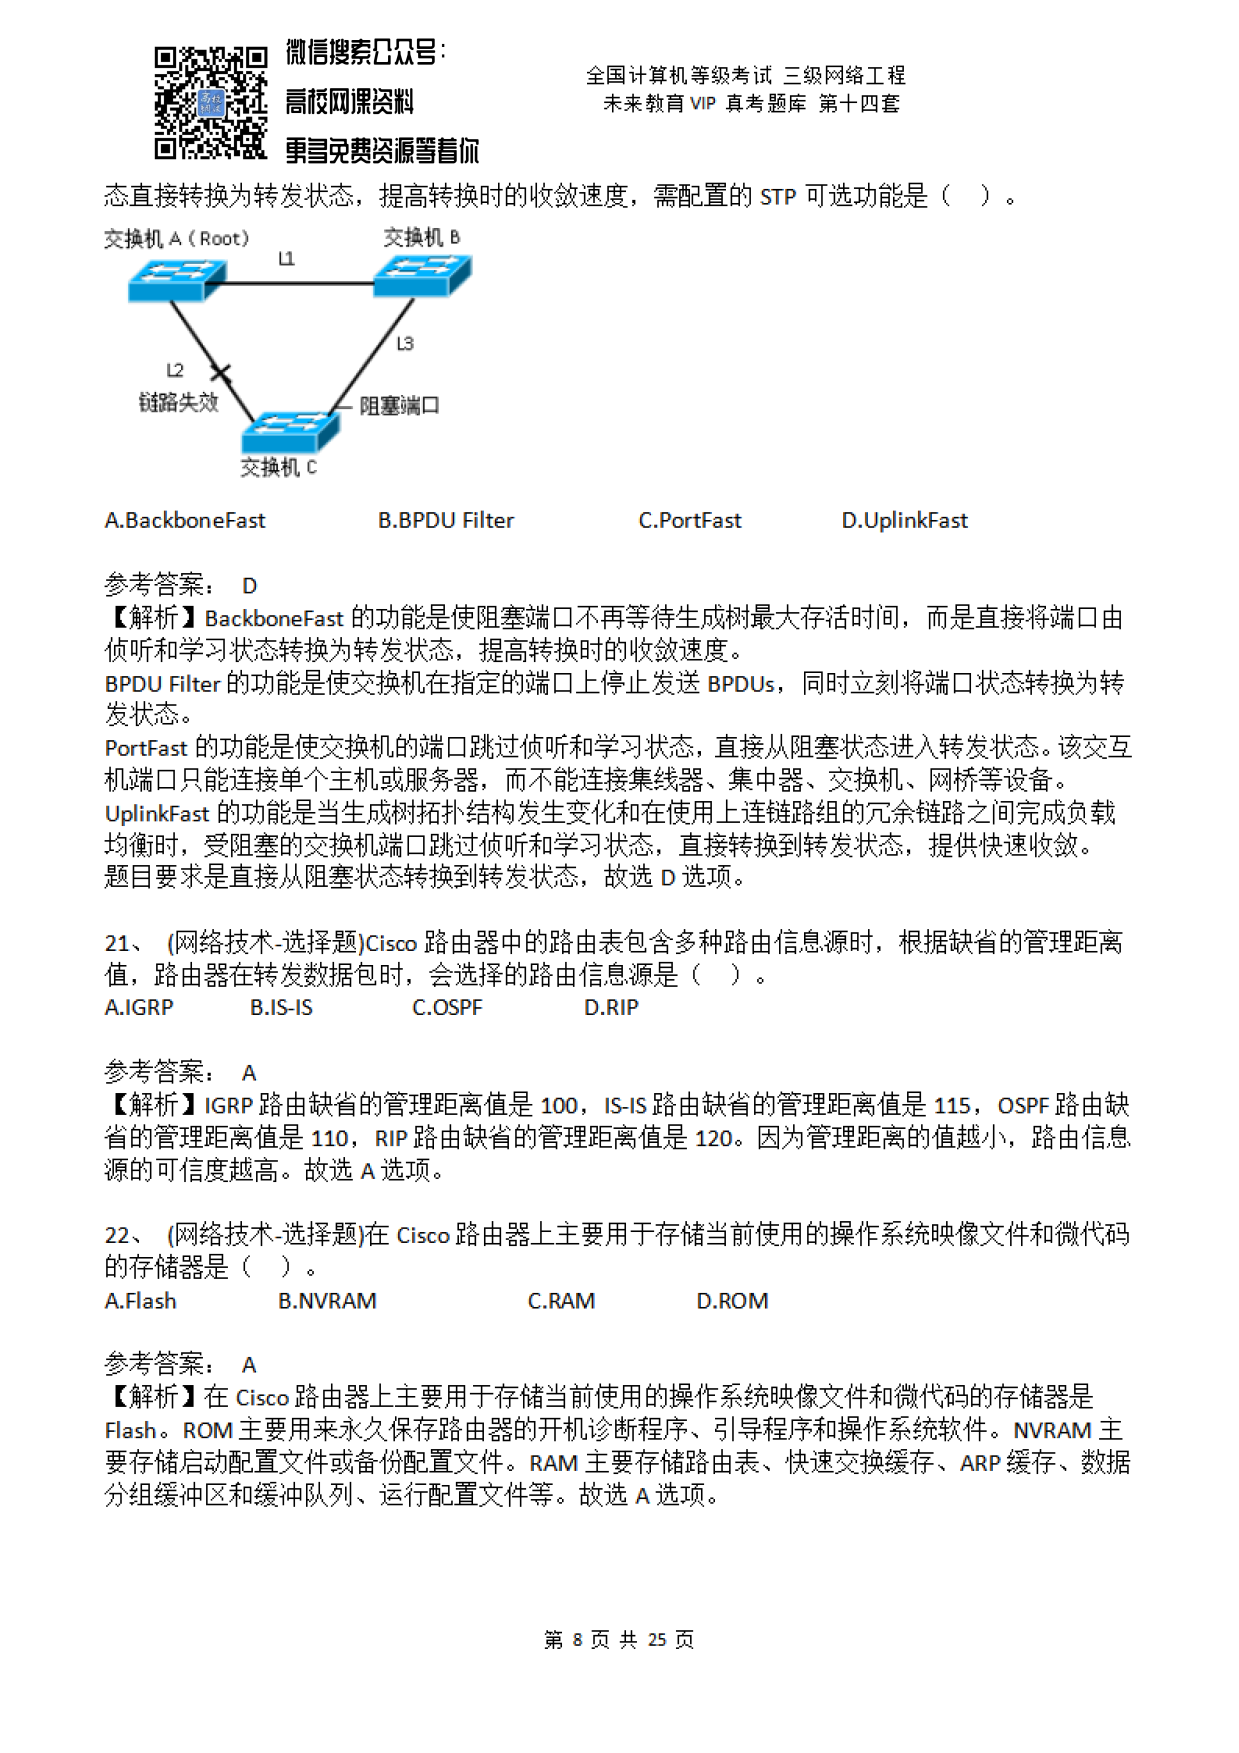 微信搜索公众号：
高校网课资料
更多免费资源等着你
全国计算机等级考试 三级网络工程
未来教育 VIP 真考题库 第十四套
态直接转换为转发状态，提高转换时的收敛速度，需配置的 STP 可选功能是（ ）。
交换机 A（Root）
交换机 B
L1
L3
L2
链路失效
阻塞端口
交换机 C
A.BackboneFast B.BPDU Filter C.PortFast D.UplinkFast
参考答案： D
【解析】BackboneFast 的功能是使阻塞端口不再等待生成树最大存活时间，而是直接将端口由
侦听和学习状态转换为转发状态，提高转换时的收敛速度。
BPDU Filter 的功能是使交换机在指定的端口上停止发送 BPDUs，同时立刻将端口状态转换为转
发状态。
PortFast 的功能是使交换机的端口跳过侦听和学习状态，直接从阻塞状态进入转发状态。该交互
机端口只能连接单个主机或服务器，而不能连接集线器、集中器、交换机、网桥等设备。
UplinkFast 的功能是当生成树拓扑结构发生变化和在使用上连链路组的冗余链路之间完成负载
均衡时，受阻塞的交换机端口跳过侦听和学习状态，直接转换到转发状态，提供快速收敛。
题目要求是直接从阻塞状态转换到转发状态，故选 D 选项。
21、 (网络技术-选择题)Cisco 路由器中的路由表包含多种路由信息源时，根据缺省的管理距离
值，路由器在转发数据包时，会选择的路由信息源是（ ）。
A.IGRP B.IS-IS C.OSPF D.RIP
参考答案： A
【解析】IGRP 路由缺省的管理距离值是 100，IS-IS 路由缺省的管理距离值是 115，OSPF 路由缺
省的管理距离值是 110，RIP 路由缺省的管理距离值是 120。因为管理距离的值越小，路由信息
源的可信度越高。故选 A 选项。
22、 (网络技术-选择题)在 Cisco 路由器上主要用于存储当前使用的操作系统映像文件和微代码
的存储器是（ ）。
A.Flash B.NVRAM C.RAM D.ROM
参考答案： A
【解析】在 Cisco 路由器上主要用于存储当前使用的操作系统映像文件和微代码的存储器是
Flash。ROM 主要用来永久保存路由器的开机诊断程序、引导程序和操作系统软件。NVRAM 主
要存储启动配置文件或备份配置文件。RAM 主要存储路由表、快速交换缓存、ARP 缓存、数据
分组缓冲区和缓冲队列、运行配置文件等。故选 A 选项。
第 8 页 共 25 页